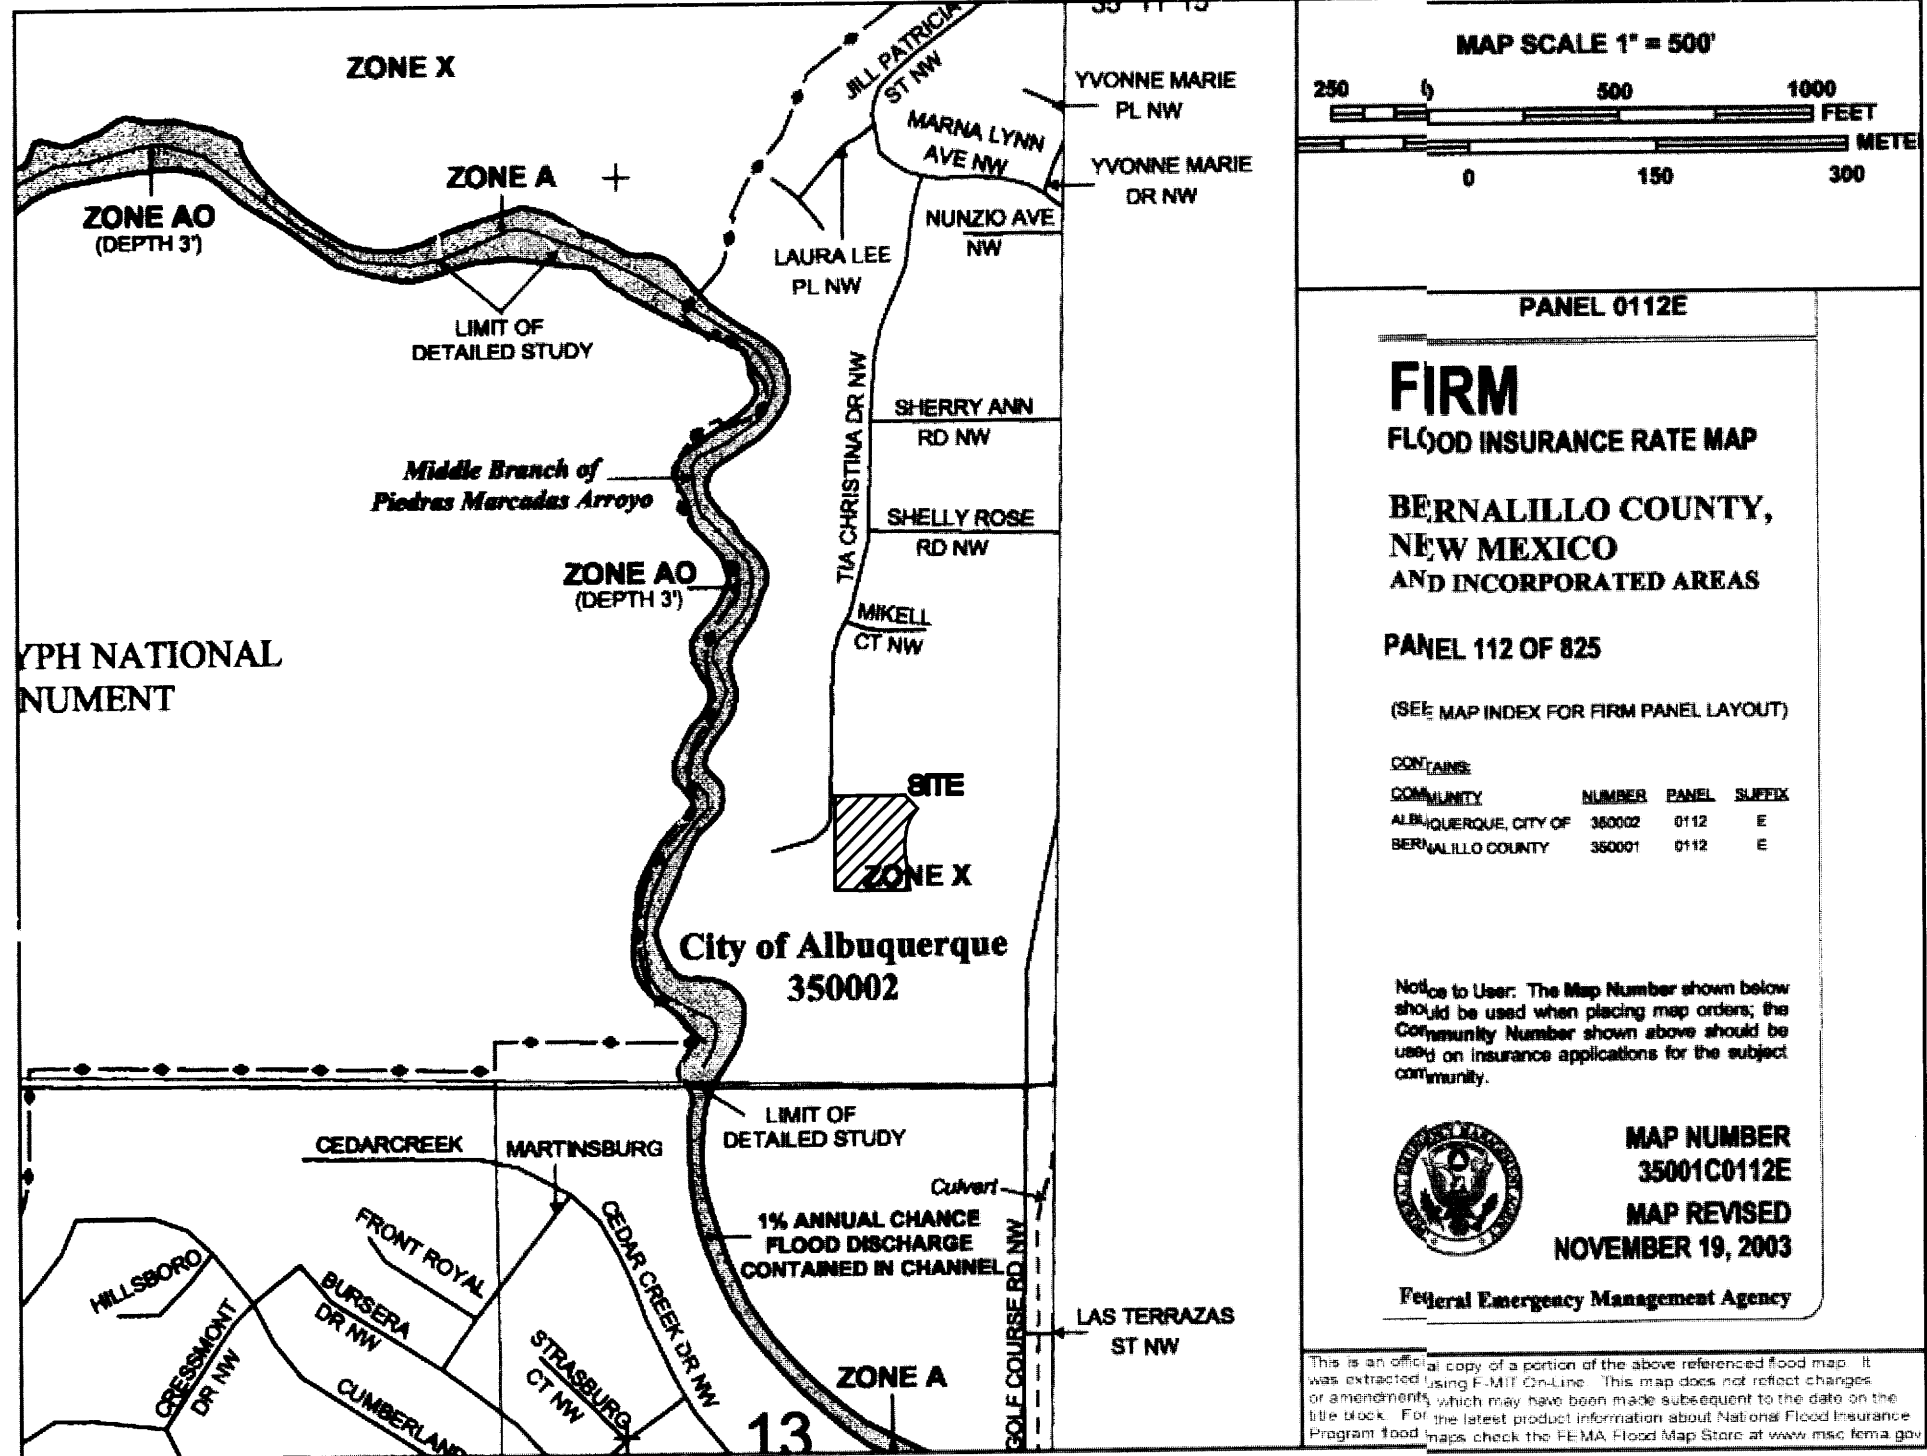 ZONE X
JILL PATRICIA
ST NW
YVONNE MARIE
PL NW
MARNA LYNN
AVE NW
YVONNE MARIE
DR NW
ZONE A
ZONE AO
(DEPTH 3')
NUNZIO AVE
NW
LAURA LEE
PL NW
LIMIT OF
DETAILED STUDY
TIA CHRISTINA DR NW
SHERRY ANN
RD NW
Middle Branch of
Piedras Marcadas Arroyo
SHELLY ROSE
RD NW
ZONE AO
(DEPTH 3')
MIKELL
CT NW
YPH NATIONAL
NUMENT
SITE
ZONE X
City of Albuquerque
350002
LIMIT OF
DETAILED STUDY
CEDARCREEK
MARTINSBURG
Culvert
1% ANNUAL CHANCE
FLOOD DISCHARGE
CONTAINED IN CHANNEL
FRONT ROYAL
CEDAR CREEK DR NW
HILLSBORO
BURSERA
DR NW
CRESSMONT
DR NW
STRASBURG
CT NW
CUMBERLAND
GOLF COURSE RD NW
LAS TERRAZAS
ST NW
ZONE A
13
MAP SCALE 1" = 500'
250 0 500 1000
FEET
METE
0 150 300
PANEL 0112E
FIRM
FLOOD INSURANCE RATE MAP
BERNALILLO COUNTY,
NEW MEXICO
AND INCORPORATED AREAS
PANEL 112 OF 825
(SEE MAP INDEX FOR FIRM PANEL LAYOUT)
CONTAINS:
COMMUNITY NUMBER PANEL SUFFIX
ALBUQUERQUE, CITY OF 350002 0112 E
BERNALILLO COUNTY 350001 0112 E
Notice to User: The Map Number shown below
should be used when placing map orders; the
Community Number shown above should be
used on insurance applications for the subject
community.
FEDERAL EMERGENCY MANAGEMENT AGENCY
MAP NUMBER
35001C0112E
MAP REVISED
NOVEMBER 19, 2003
Federal Emergency Management Agency
This is an official copy of a portion of the above referenced flood map. It
was extracted using F-MIT On-Line. This map does not reflect changes
or amendments which may have been made subsequent to the date on the
title block. For the latest product information about National Flood Insurance
Program flood maps check the FEMA Flood Map Store at www.msc.fema.gov